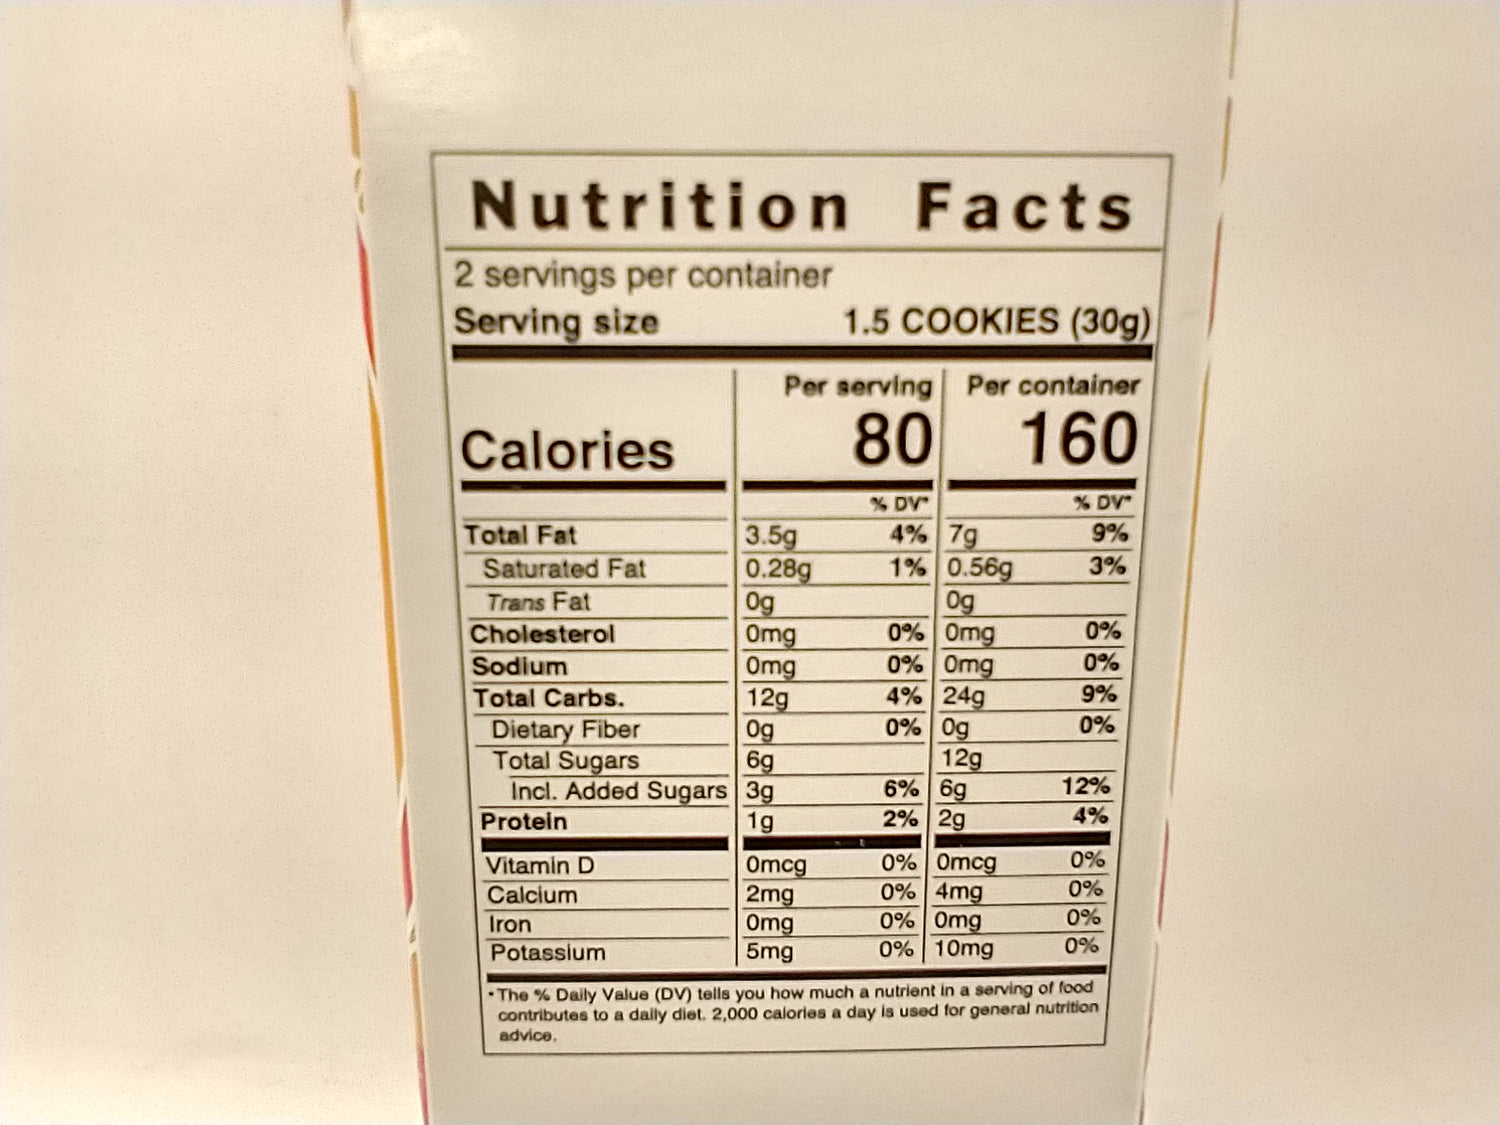 Nutrition Facts
2 servings per container
Serving size 1.5 COOKIES (30g)
Per serving Per container
Calories 80 160
% DV* % DV*
Total Fat 3.5g 4% 7g 9%
Saturated Fat 0.28g 1% 0.56g 3%
Trans Fat 0g 0g
Cholesterol 0mg 0% 0mg 0%
Sodium 0mg 0% 0mg 0%
Total Carbs. 12g 4% 24g 9%
Dietary Fiber 0g 0% 0g 0%
Total Sugars 6g 12g
Incl. Added Sugars 3g 6% 6g 12%
Protein 1g 2% 2g 4%
Vitamin D 0mcg 0% 0mcg 0%
Calcium 2mg 0% 4mg 0%
Iron 0mg 0% 0mg 0%
Potassium 5mg 0% 10mg 0%
*The % Daily Value (DV) tells you how much a nutrient in a serving of food
contributes to a daily diet. 2,000 calories a day is used for general nutrition
advice.